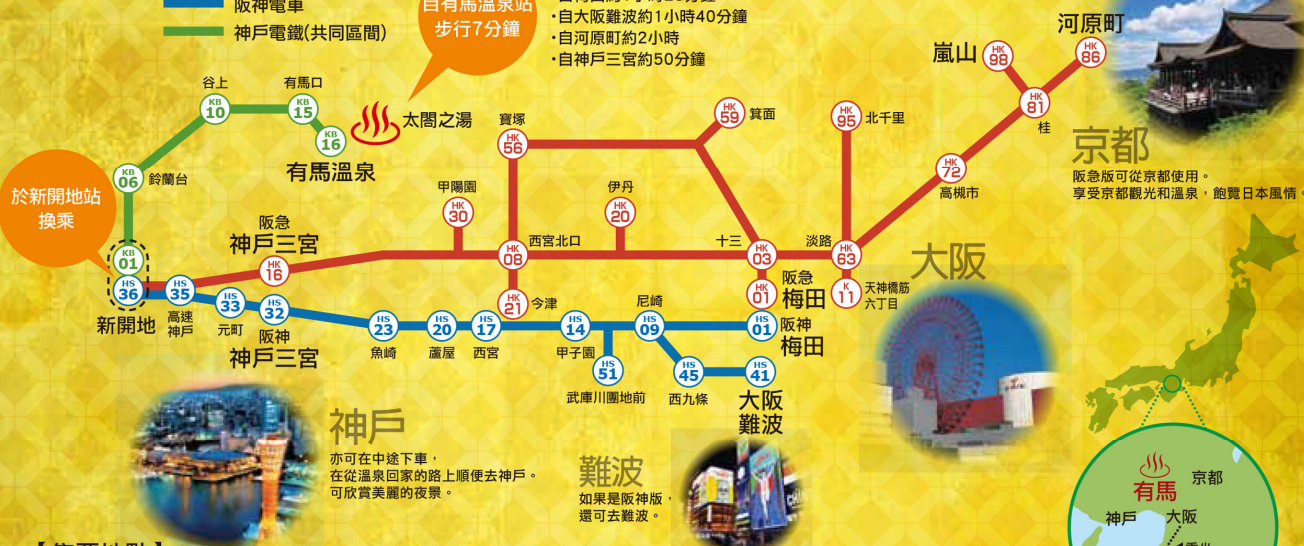 阪神電車
神戶電鐵(共同區間)
自有馬溫泉站
步行7分鐘
•自大阪難波約1小時40分鐘
•自河原町約2小時
•自神戶三宮約50分鐘
河原町
HK
86
嵐山
HK
98
HK
81
桂
京都
阪急版可從京都使用。
享受京都觀光和溫泉，飽覽日本風情。
谷上
KB
10
有馬口
KB
15
太閤之湯
KB
16
有馬溫泉
寶塚
HK
56
HK
59
箕面
HK
95
北千里
HK
72
高槻市
KB
06
鈴蘭台
於新開地站
換乘
甲陽園
HK
30
伊丹
HK
20
阪急
神戶三宮
HK
16
西宮北口
HK
08
十三
HK
03
淡路
HK
63
KB
01
HS
36
新開地
HS
35
高速
神戶
HS
33
元町
HS
32
阪神
神戶三宮
HK
21
今津
HK
01
阪急
梅田
K
11
天神橋筋
六丁目
大阪
HS
23
魚崎
HS
20
蘆屋
HS
17
西宮
HS
14
甲子園
尼崎
HS
09
HS
01
阪神
梅田
HS
51
武庫川團地前
HS
45
西九條
HS
41
大阪
難波
神戶
亦可在中途下車，
在從溫泉回家的路上順便去神戶。
可欣賞美麗的夜景。
難波
如果是阪神版，
還可去難波。
有馬
京都
神戶
大阪